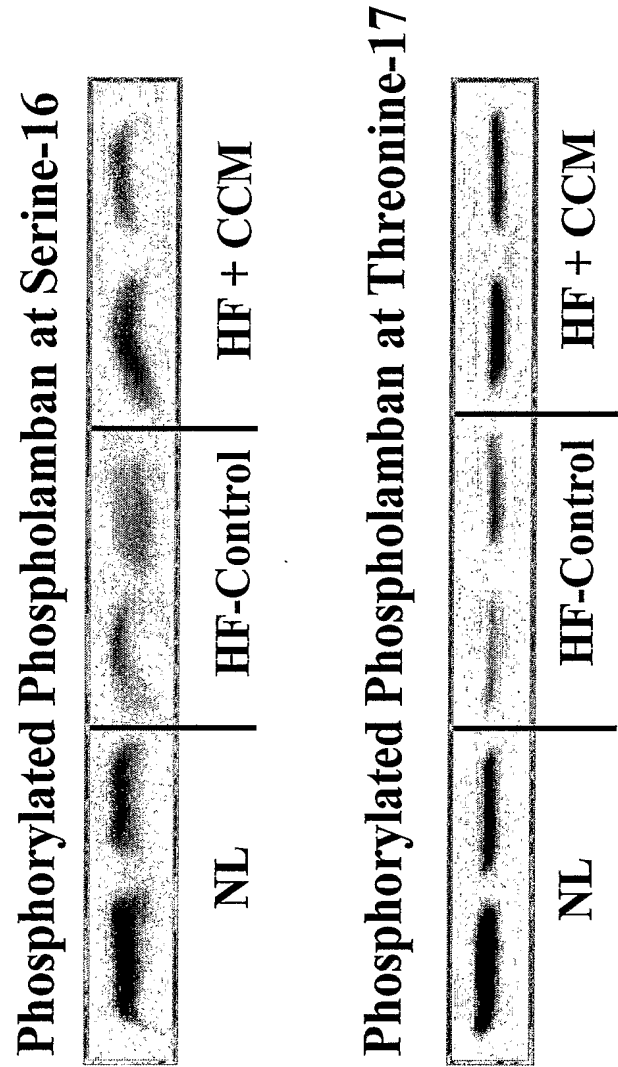 Phosphorylated Phospholamban at Serine-16
NL HF-Control HF + CCM
Phosphorylated Phospholamban at Threonine-17
NL HF-Control HF + CCM